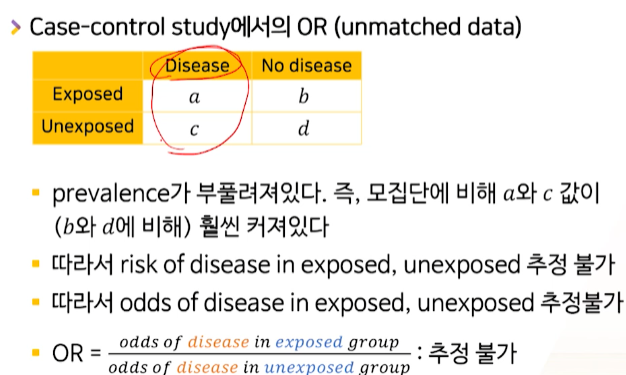 Case-control study에서의 OR (unmatched data)
Disease No disease
Exposed a b
Unexposed c d
prevalence가 부풀려져있다. 즉, 모집단에 비해 a와 c 값이
(b와 d에 비해) 훨씬 커져있다
따라서 risk of disease in exposed, unexposed 추정 불가
따라서 odds of disease in exposed, unexposed 추정불가
odds of disease in exposed group
OR = : 추정 불가
odds of disease in unexposed group